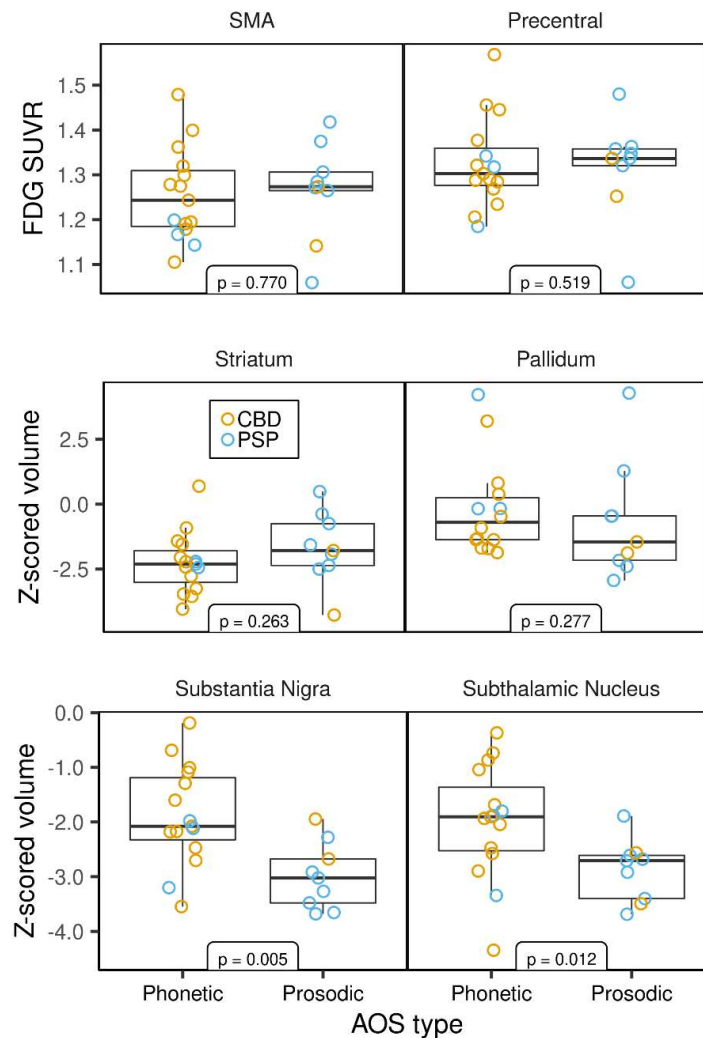 SMA Precentral
FDG SUVR
1.5
1.4
1.3
1.2
1.1
p = 0.770 p = 0.519
Striatum Pallidum
Z-scored volume
2.5
0.0
-2.5
CBD
PSP
p = 0.263 p = 0.277
Substantia Nigra Subthalamic Nucleus
Z-scored volume
0.0
-1.0
-2.0
-3.0
-4.0
p = 0.005 p = 0.012
Phonetic Prosodic Phonetic Prosodic
AOS type